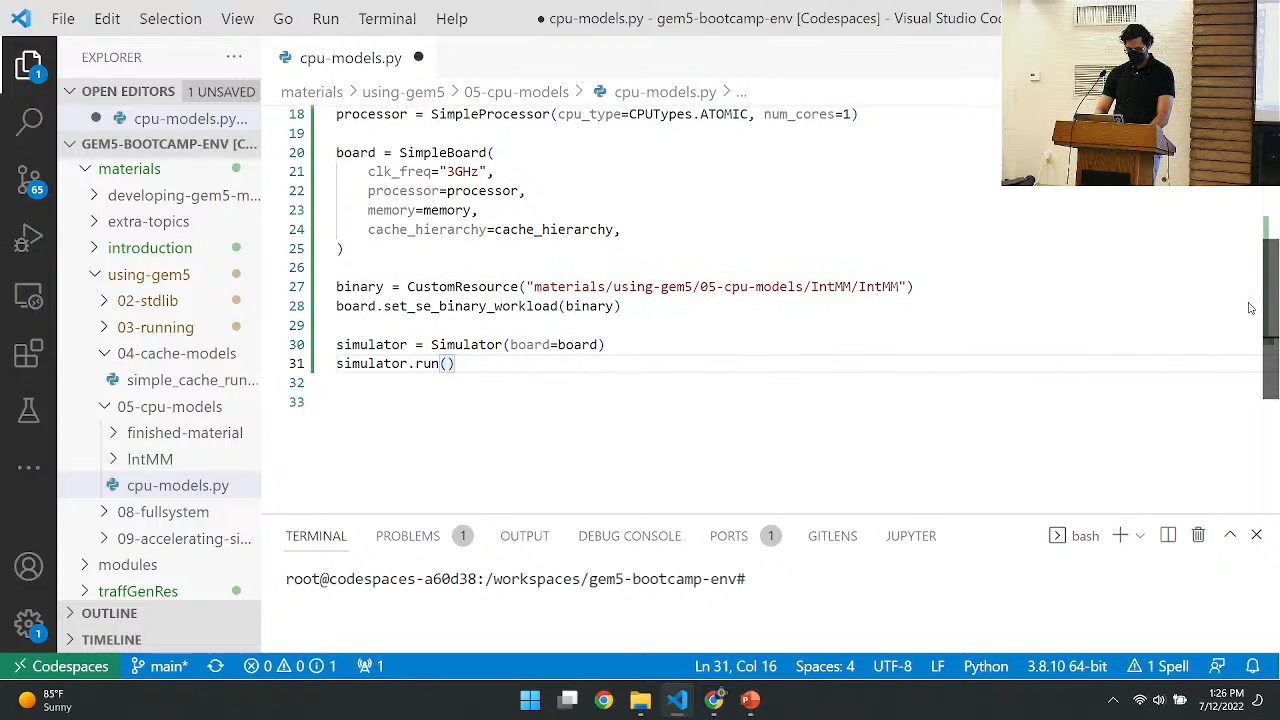 File Edit Selection View Go Run Terminal Help
● cpu-models.py - gem5-bootcamp-env [Codespaces] - Visual Studio Cod
EXPLORER ···
cpu-models.py ●
OPEN EDITORS 1 UNSAVED
materials > using-gem5 > 05-cpu-models > cpu-models.py > ...
● cpu-models.py...
18 processor = SimpleProcessor(cpu_type=CPUTypes.ATOMIC, num_cores=1)
GEM5-BOOTCAMP-ENV [C...
19
materials
20 board = SimpleBoard(
21 clk_freq="3GHz",
developing-gem5-m...
22 processor=processor,
23 memory=memory,
extra-topics
24 cache_hierarchy=cache_hierarchy,
introduction
25 )
using-gem5
26
27 binary = CustomResource("materials/using-gem5/05-cpu-models/IntMM/IntMM")
02-stdlib
28 board.set_se_binary_workload(binary)
03-running
29
30 simulator = Simulator(board=board)
04-cache-models
31 simulator.run()
simple_cache_run...
32
05-cpu-models
33
finished-material
IntMM
cpu-models.py
08-fullsystem
09-accelerating-si...
modules
traffGenRes
OUTLINE
TIMELINE
1
65
1
TERMINAL PROBLEMS 1 OUTPUT DEBUG CONSOLE PORTS 1 GITLENS JUPYTER
bash
root@codespaces-a60d38:/workspaces/gem5-bootcamp-env#
Codespaces main* 0 0 1 1 Ln 31, Col 16 Spaces: 4 UTF-8 LF Python 3.8.10 64-bit 1 Spell
85°F
Sunny
1:26 PM
7/12/2022